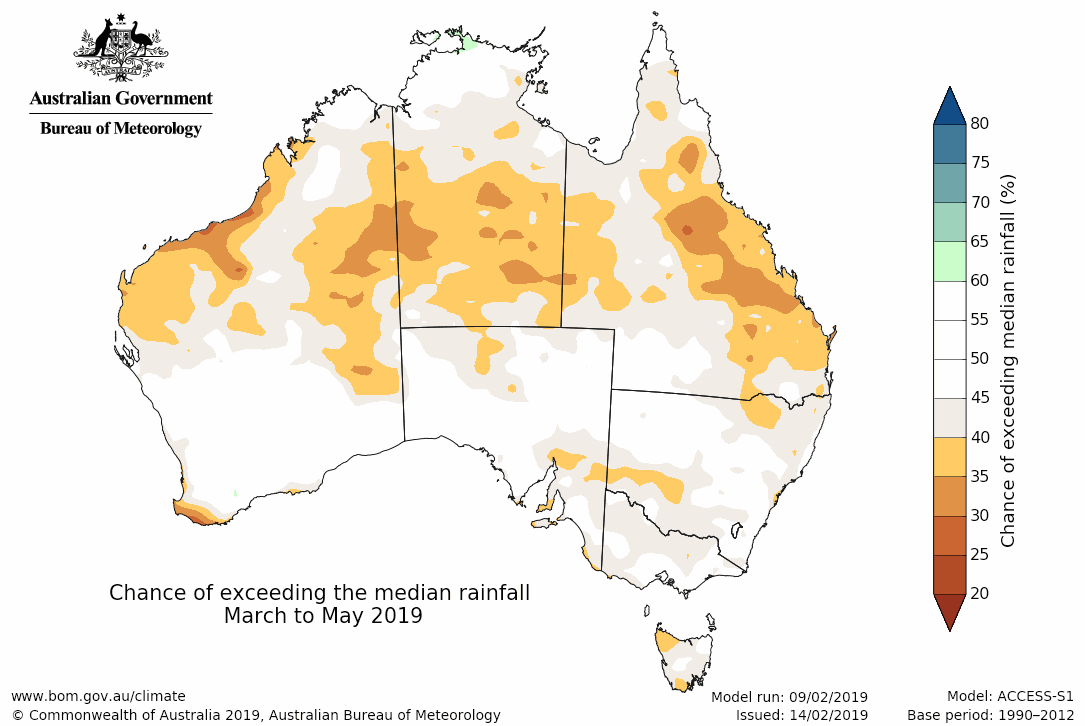 Australian Government
Bureau of Meteorology
80
75
70
65
60
55
50
45
40
35
30
25
20
Chance of exceeding median rainfall (%)
Chance of exceeding the median rainfall
March to May 2019
www.bom.gov.au/climate
© Commonwealth of Australia 2019, Australian Bureau of Meteorology
Model run: 09/02/2019
Issued: 14/02/2019
Model: ACCESS-S1
Base period: 1990–2012